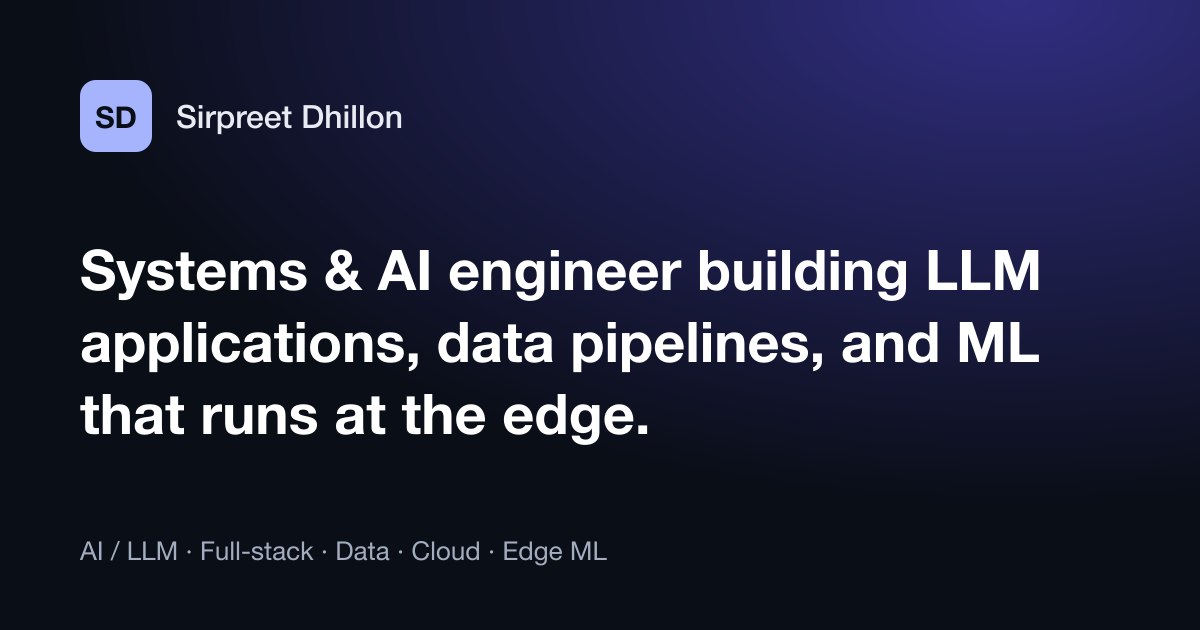 SD
Sirpreet Dhillon
Systems & AI engineer building LLM
applications, data pipelines, and ML
that runs at the edge.
AI / LLM · Full-stack · Data · Cloud · Edge ML